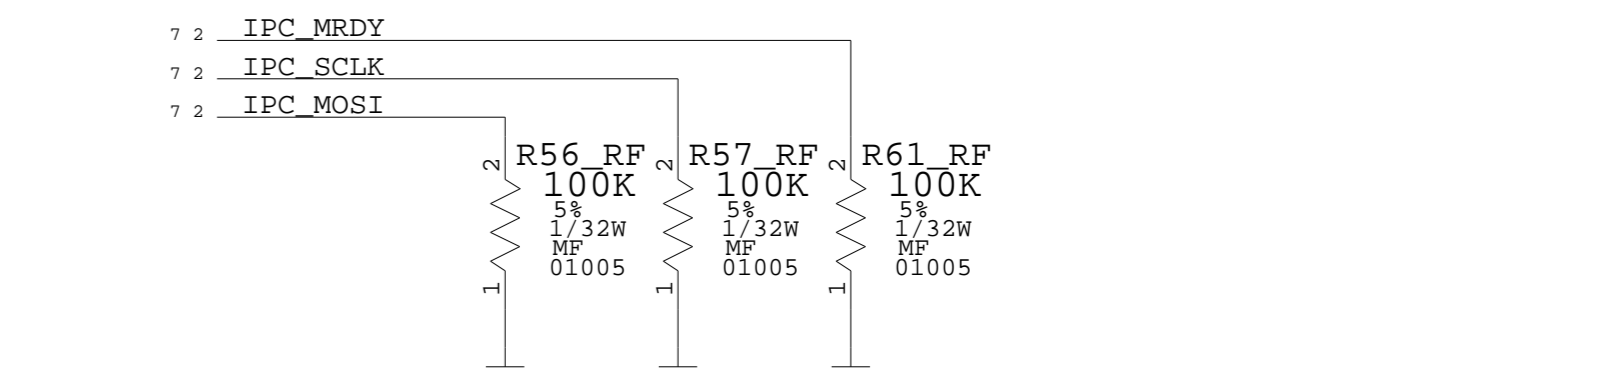 7 2 IPC_MRDY
7 2 IPC_SCLK
7 2 IPC_MOSI
2 R56_RF 2 R57_RF 2 R61_RF
100K 100K 100K
5% 5% 5%
1/32W 1/32W 1/32W
MF MF MF
01005 01005 01005
1 1 1